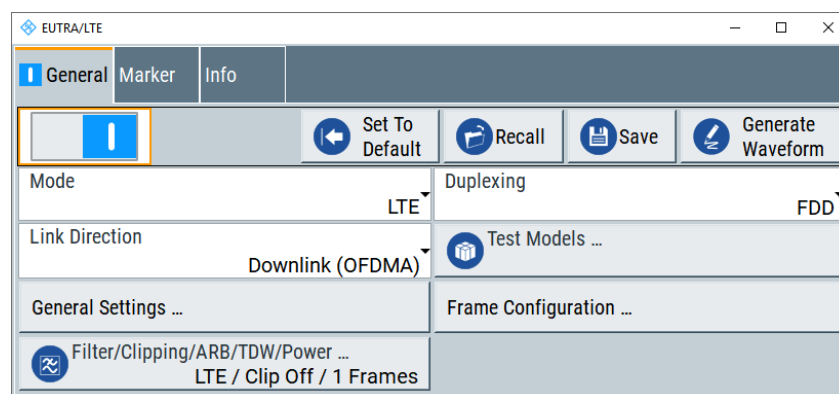 EUTRA/LTE
General
Marker
Info
Set To
Default
Recall
Save
Generate
Waveform
Mode
LTE
Duplexing
FDD
Link Direction
Downlink (OFDMA)
Test Models ...
General Settings ...
Frame Configuration ...
Filter/Clipping/ARB/TDW/Power ...
LTE / Clip Off / 1 Frames